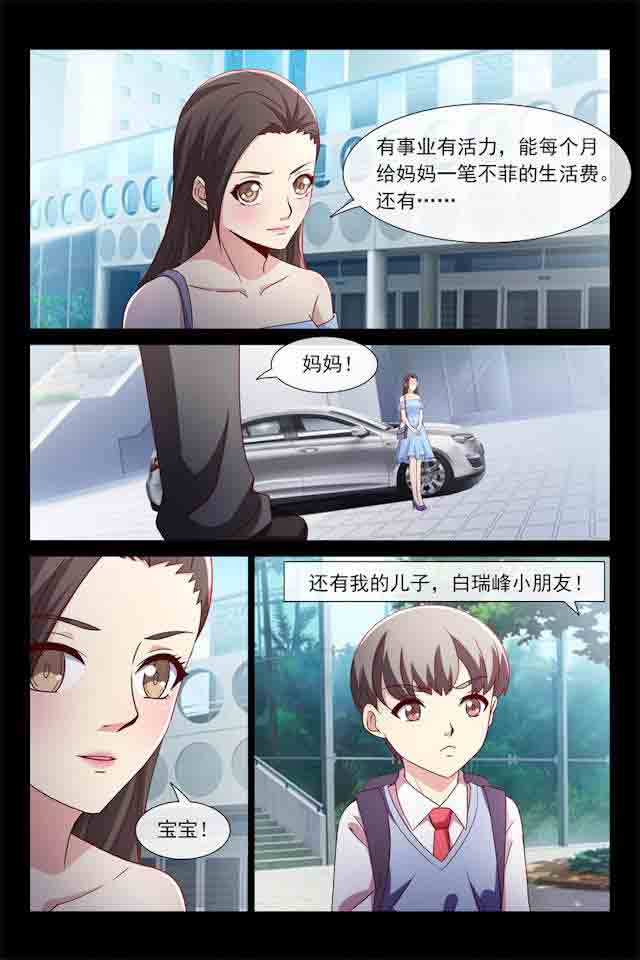 有事业有活力，能每个月
给妈妈一笔不菲的生活费。
还有……
妈妈！
宝宝！
还有我的儿子，白瑞峰小朋友！